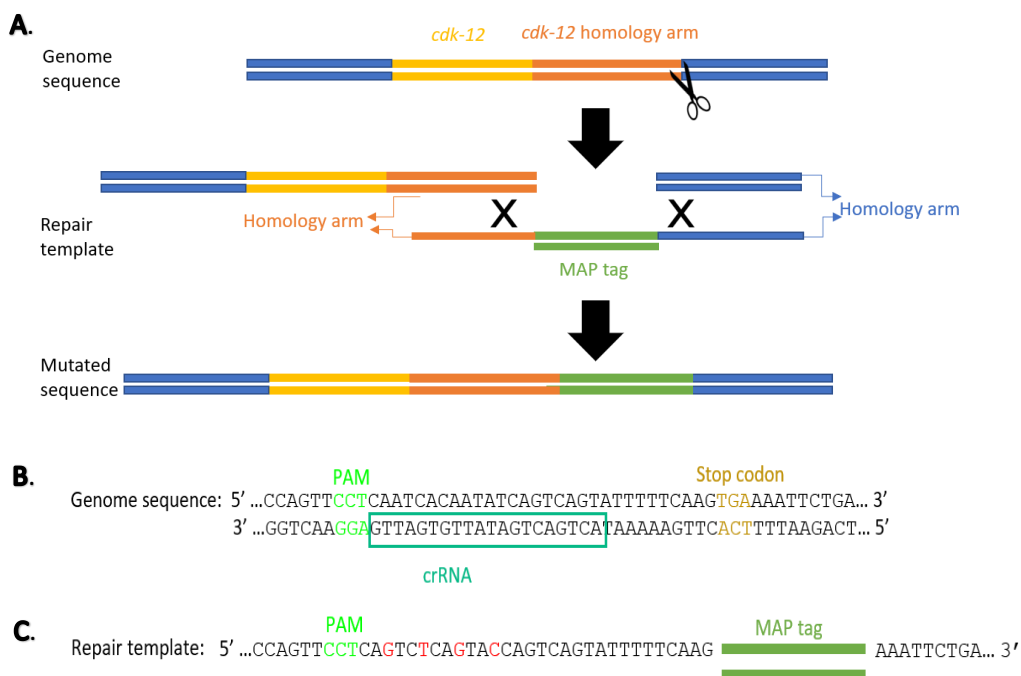 A.
cdk-12 cdk-12 homology arm
Genome
sequence
Homology arm
Homology arm
Repair
template
MAP tag
Mutated
sequence
B.
PAM Stop codon
Genome sequence: 5’ …CCAGTTCCTCAATCACAATATCAGTCAGTATTTTTCAAGTGAAAATTCTGA… 3’
3’ …GGTCAAGGAGTTAGTGTTATAGTCAGTCATAAAAAGTTCACTTTTAAGACT… 5’
crRNA
C.
PAM MAP tag
Repair template: 5’ …CCAGTTCCTCAGTCTCAGTACCAGTCAGTATTTTTCAAG AAATTCTGA… 3’